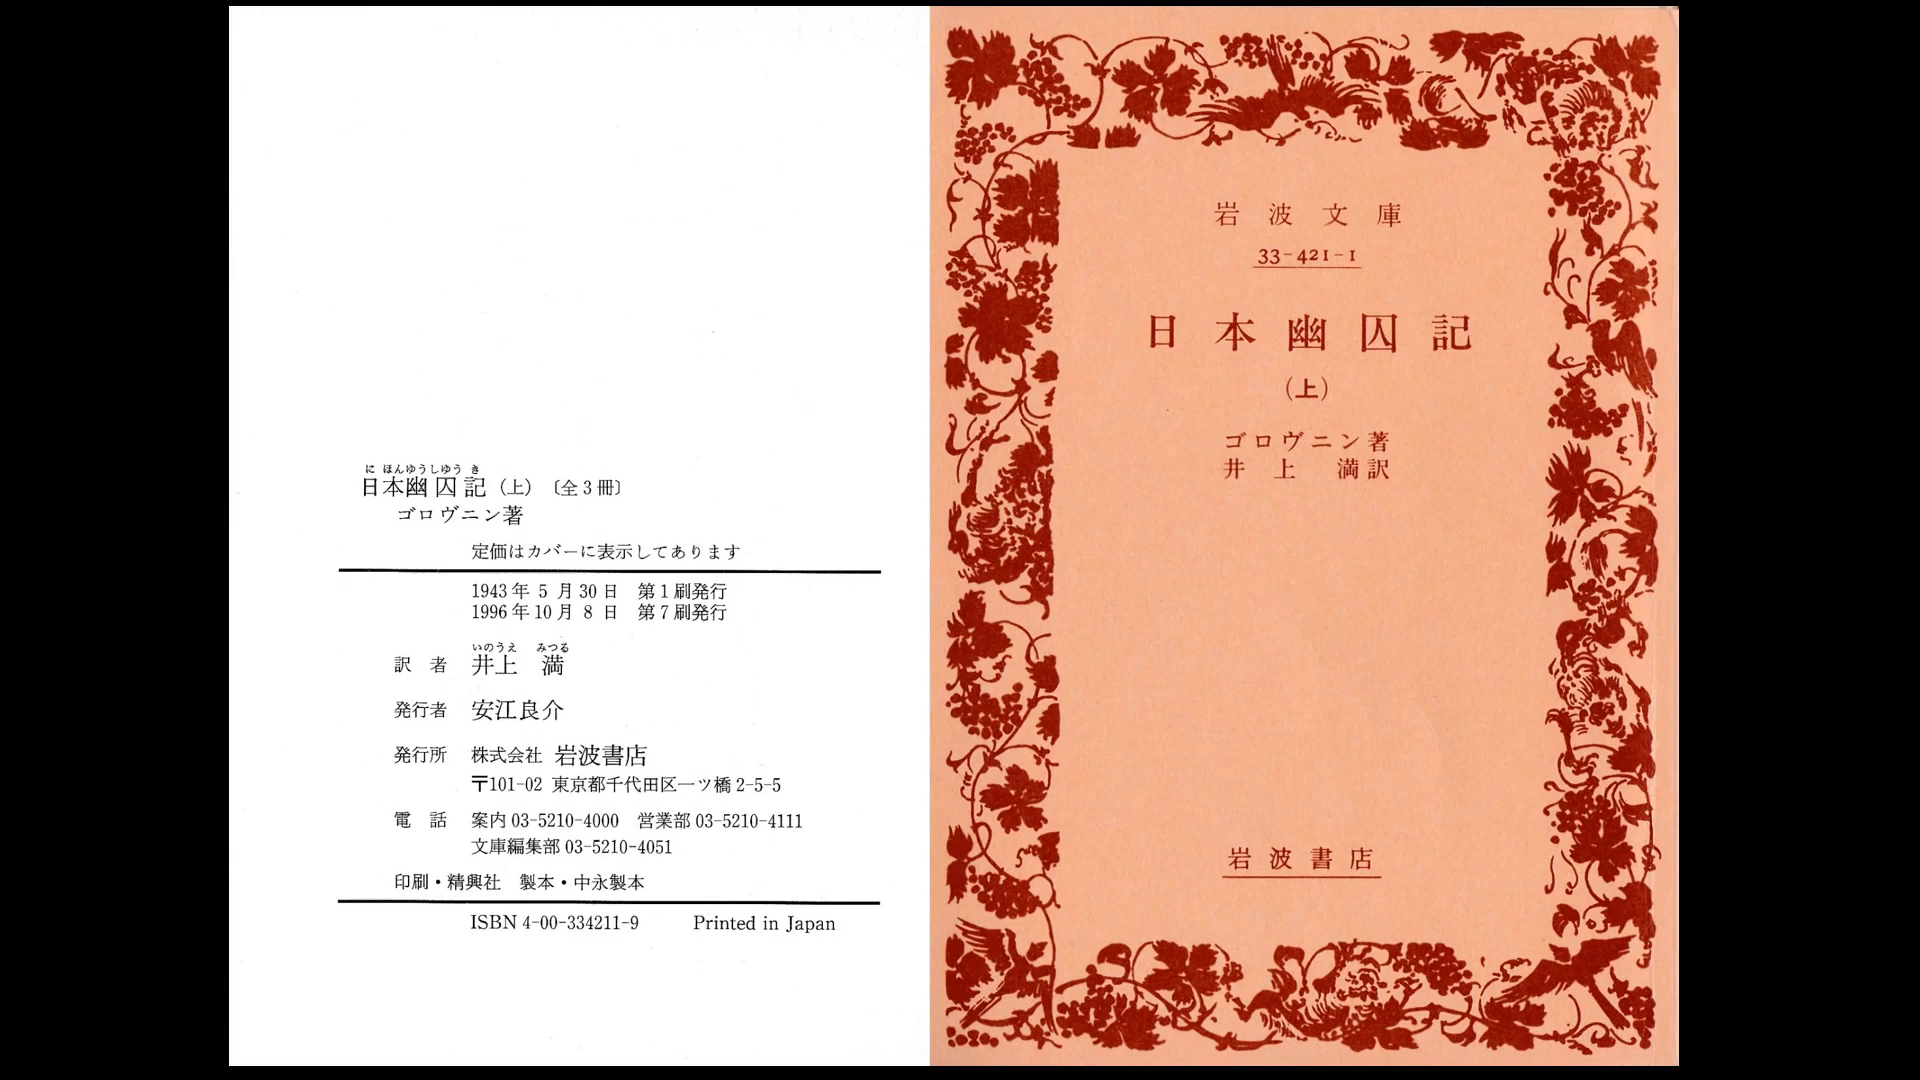 に ほんゆうしゆう き
日本幽囚記（上）〔全3冊〕
ゴロヴニン著
定価はカバーに表示してあります
1943年 5 月 30 日　第1刷発行
1996年 10 月 8 日　第7刷発行
いのうえ　みつる
訳　者　井上　満
発行者　安江良介
発行所　株式会社 岩波書店
〒101-02 東京都千代田区一ツ橋 2-5-5
電　話　案内 03-5210-4000　営業部 03-5210-4111
文庫編集部 03-5210-4051
印刷・精興社　製本・中永製本
ISBN 4-00-334211-9　Printed in Japan
岩波文庫
33-421-1
日本幽囚記
（上）
ゴロヴニン著
井上　満訳
岩波書店